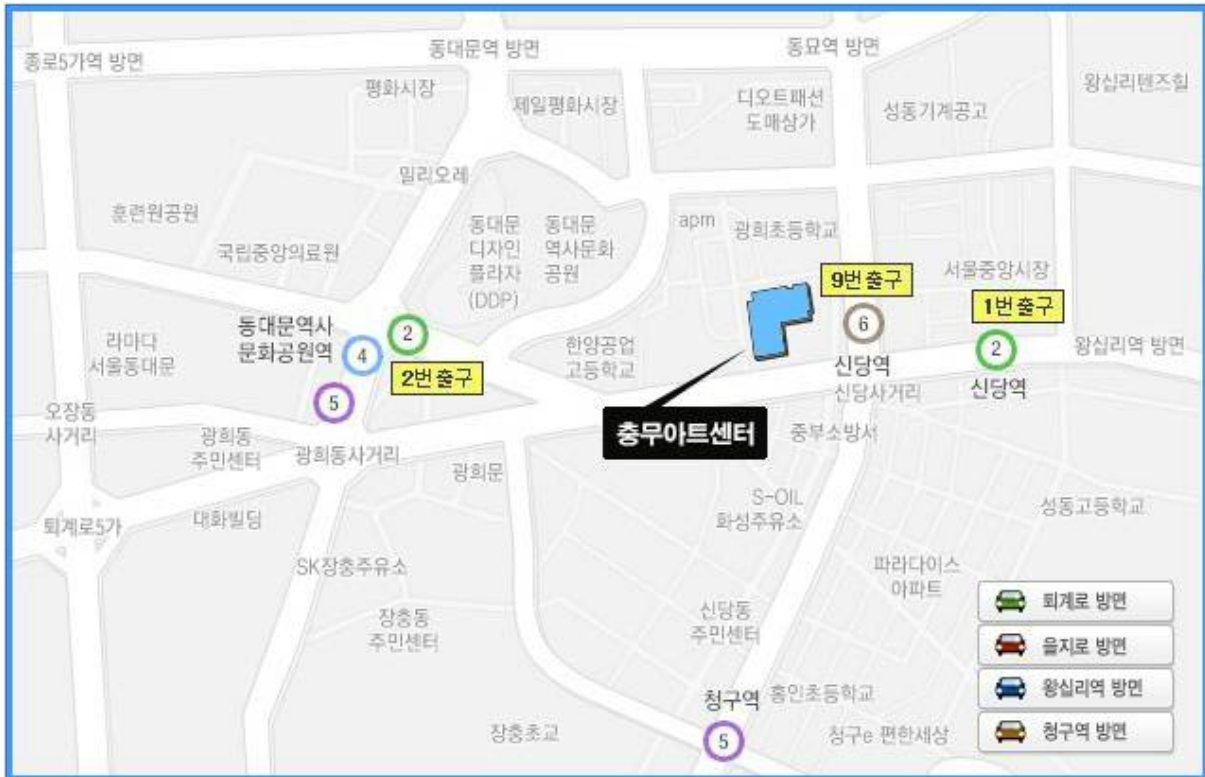 종로5가역 방면
동대문역 방면
동묘역 방면
왕십리텐즈힐
평화시장
제일평화시장
디오트패션
도매상가
성동기계공고
밀리오레
훈련원공원
국립중앙의료원
동대문
디자인
플라자
(DDP)
동대문
역사문화
공원
apm
광희초등학교
서울중앙시장
9번 출구
1번 출구
6
신당역
신당사거리
2
신당역
왕십리역 방면
라마다
서울동대문
동대문역사
문화공원역
2
4
5
2번 출구
한양공업
고등학교
충무아트센터
중부소방서
오장동
사거리
광희동
주민센터
광희동사거리
광희문
퇴계로5가
대화빌딩
S-OIL
화성주유소
성동고등학교
SK장충주유소
파라다이스
아파트
장충동
주민센터
신당동
주민센터
청구역
5
흥인초등학교
장충초교
청구e 편한세상
퇴계로 방면
을지로 방면
왕십리역 방면
청구역 방면